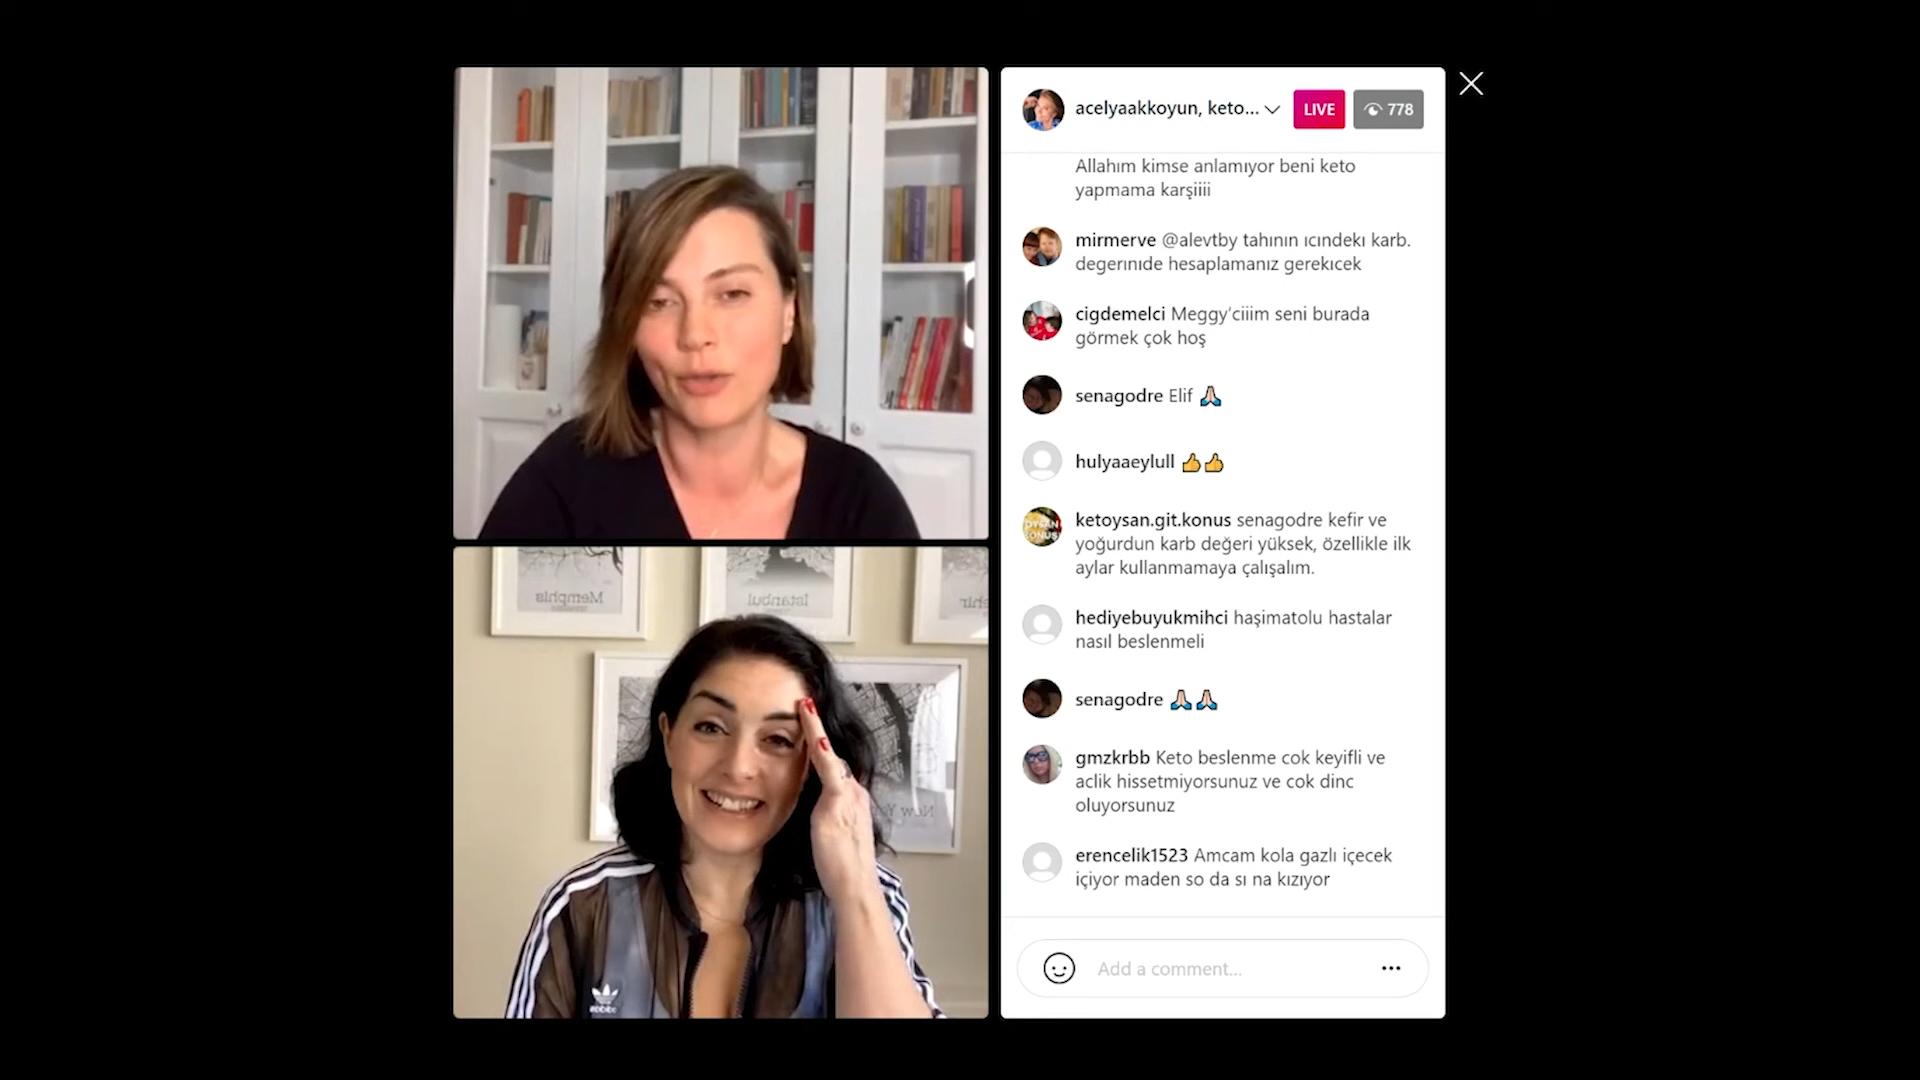 acelyaakkoyun, keto...
LIVE
778
Allahım kimse anlamıyor beni keto
yapmama karşiiii
mirmerve @alevtby tahının ıcındekı karb.
degerınıde hesaplamanız gerekıcek
cigdemelci Meggy'ciiim seni burada
görmek çok hoş
senagodre Elif 🙏🏻
hulyaaeylull 👍👍
ketoysan.git.konus senagodre kefir ve
yoğurdun karb değeri yüksek, özellikle ilk
aylar kullanmamaya çalışalım.
hediyebuyukmihci haşimatolu hastalar
nasıl beslenmeli
senagodre 🙏🏻🙏🏻
gmzkrbb Keto beslenme cok keyifli ve
aclik hissetmiyorsunuz ve cok dinc
oluyorsunuz
erencelik1523 Amcam kola gazlı içecek
içiyor maden so da sı na kızıyor
Add a comment...
Memphis
Istanbul
New Yo
adidas